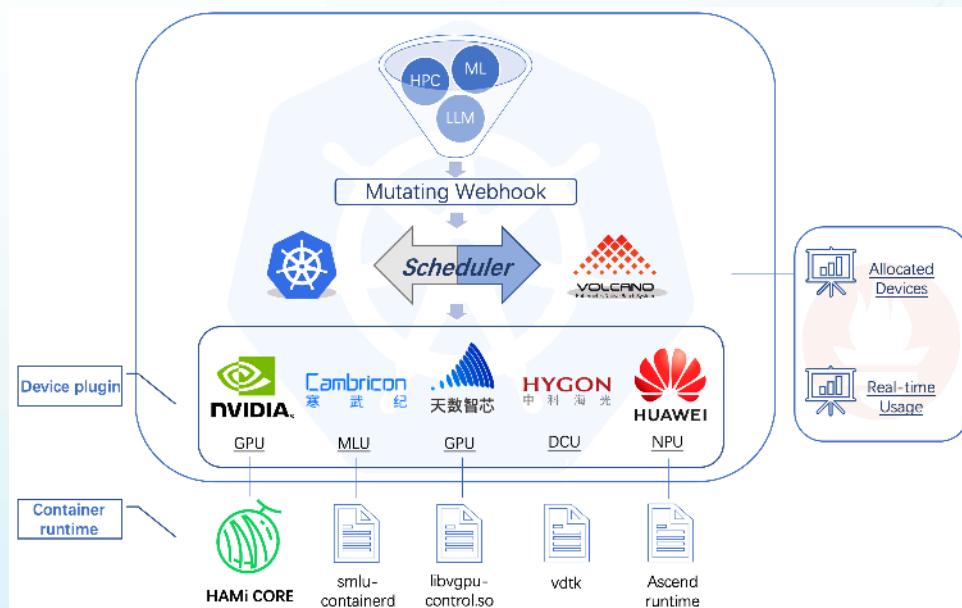 HPC
ML
LLM
Mutating Webhook
Scheduler
VOLCANO
Allocated
Devices
Real-time
Usage
Device plugin
NVIDIA
Cambricon
寒 武 纪
天数智芯
HYGON
中 科 海 光
HUAWEI
GPU
MLU
GPU
DCU
NPU
Container
runtime
HAMi CORE
smlu-
containerd
libvgpu-
control.so
vdtk
Ascend
runtime